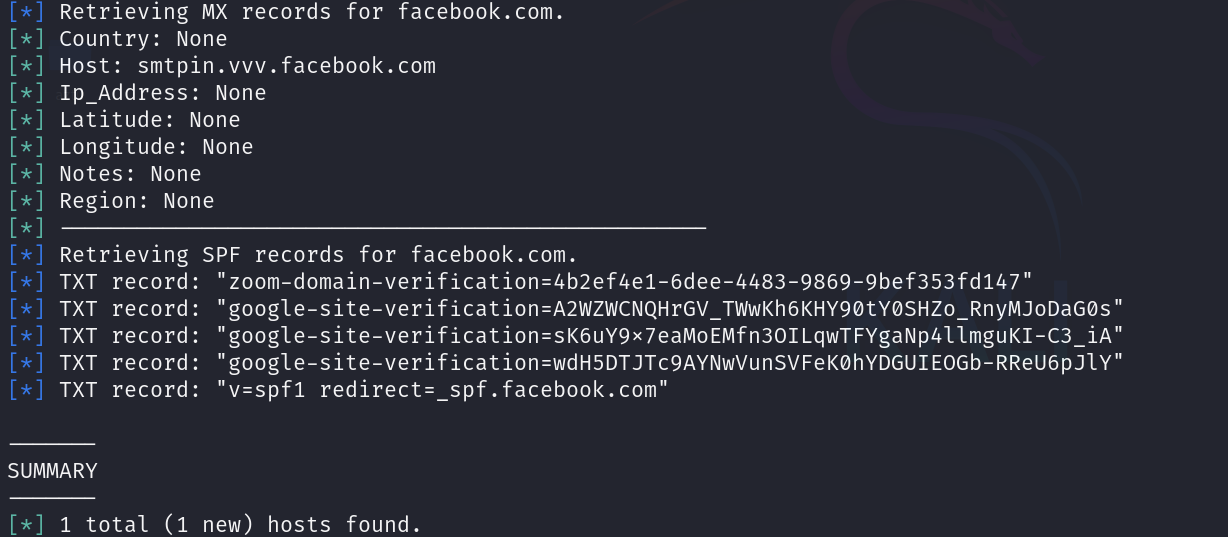 [*] Retrieving MX records for facebook.com.
[*] Country: None
[*] Host: smtpin.vvv.facebook.com
[*] Ip_Address: None
[*] Latitude: None
[*] Longitude: None
[*] Notes: None
[*] Region: None
[*] --------------------------------------------------
[*] Retrieving SPF records for facebook.com.
[*] TXT record: "zoom-domain-verification=4b2ef4e1-6dee-4483-9869-9bef353fd147"
[*] TXT record: "google-site-verification=A2WZWCNQHrGV_TWwKh6KHY90tY0SHZo_RnyMJoDaG0s"
[*] TXT record: "google-site-verification=sK6uY9×7eaMoEMfn3OILqwTFYgaNp4llmguKI-C3_iA"
[*] TXT record: "google-site-verification=wdH5DTJTc9AYNwVunSVFeK0hYDGUIEOGb-RReU6pJlY"
[*] TXT record: "v=spf1 redirect=_spf.facebook.com"
-------
SUMMARY
-------
[*] 1 total (1 new) hosts found.